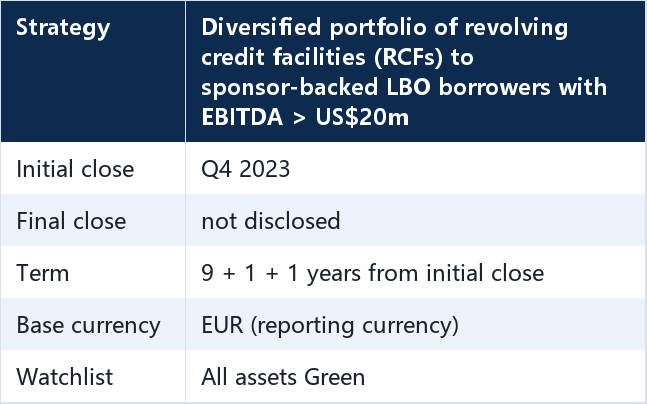 Strategy
Diversified portfolio of revolving
credit facilities (RCFs) to
sponsor-backed LBO borrowers with
EBITDA > US$20m
Initial close
Q4 2023
Final close
not disclosed
Term
9 + 1 + 1 years from initial close
Base currency
EUR (reporting currency)
Watchlist
All assets Green